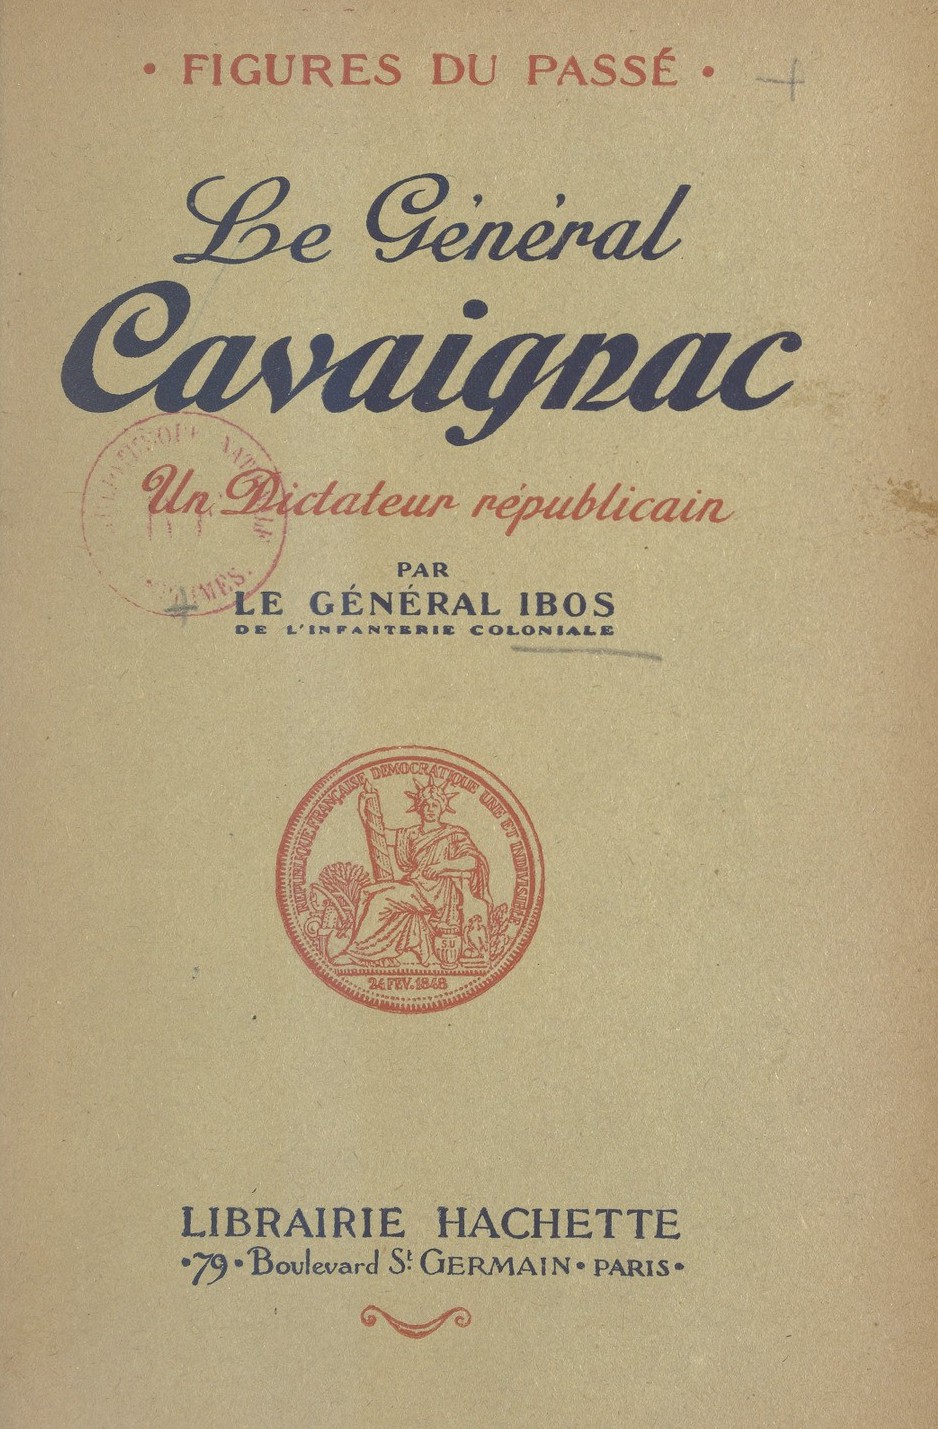 • FIGURES DU PASSÉ •
Le Général
Cavaignac
Un Dictateur républicain
PAR
LE GÉNÉRAL IBOS
DE L'INFANTERIE COLONIALE
RÉPUBLIQUE FRANÇAISE DÉMOCRATIQUE UNE ET INDIVISIBLE
S.U
24 FEV. 1848
LIBRAIRIE HACHETTE
•79• Boulevard St. GERMAIN • PARIS•